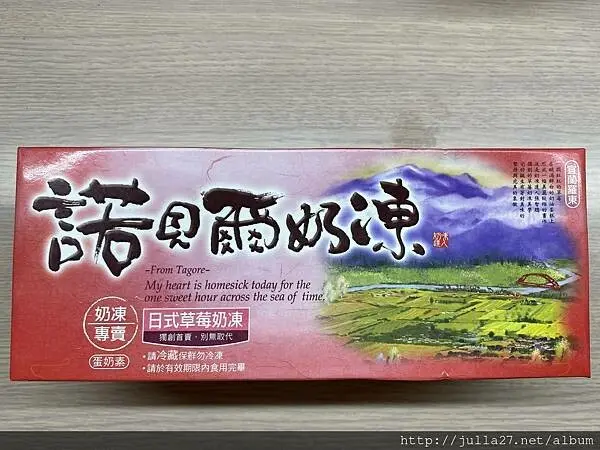 諾貝爾奶凍
宜蘭羅東
-From Tagore-
My heart is homesick today for the
one sweet hour across the sea of time.
奶凍
專賣
蛋奶素
日式草莓奶凍
獨創首賣・別無取代
・請冷藏保鮮勿冷凍
・請於有效期限內食用完畢
http://julla27.net/album